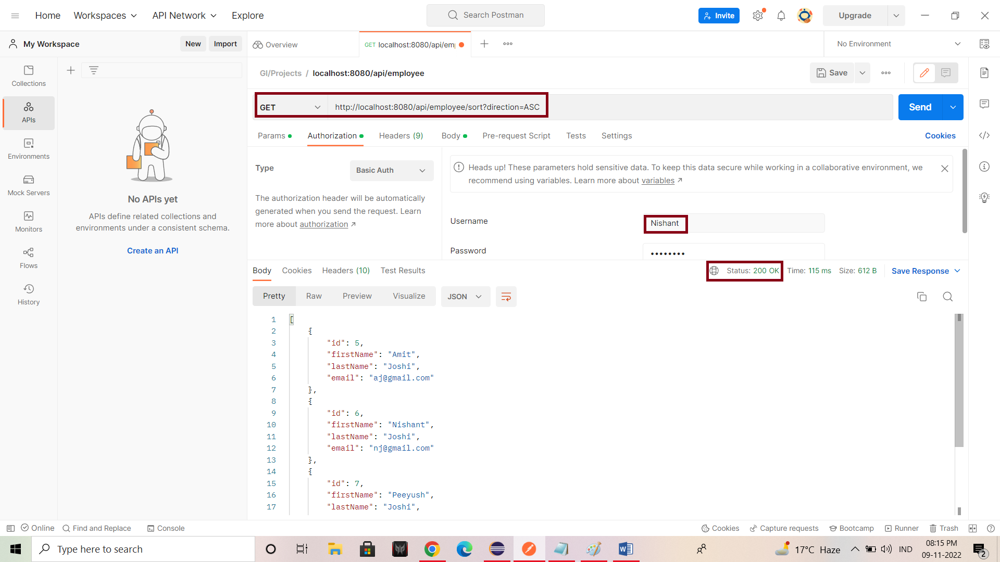 Home Workspaces API Network Explore Search Postman Invite Upgrade
My Workspace New Import Overview GET localhost:8080/api/em No Environment
GI/Projects / localhost:8080/api/employee Save
GET http://localhost:8080/api/employee/sort?direction=ASC Send
Params Authorization Headers (9) Body Pre-request Script Tests Settings Cookies
Collections
APIs
Environments
Mock Servers
Monitors
Flows
History
No APIs yet
APIs define related collections and
environments under a consistent schema.
Create an API
Type Basic Auth
The authorization header will be automatically
generated when you send the request. Learn
more about authorization ↗
Heads up! These parameters hold sensitive data. To keep this data secure while working in a collaborative environment, we
recommend using variables. Learn more about variables ↗
Username Nishant
Password ••••••••
Body Cookies Headers (10) Test Results Status: 200 OK Time: 115 ms Size: 612 B Save Response
Pretty Raw Preview Visualize JSON
1 [
2 {
3 "id": 5,
4 "firstName": "Amit",
5 "lastName": "Joshi",
6 "email": "aj@gmail.com"
7 },
8 {
9 "id": 6,
10 "firstName": "Nishant",
11 "lastName": "Joshi",
12 "email": "nj@gmail.com"
13 },
14 {
15 "id": 7,
16 "firstName": "Peeyush",
17 "lastName": "Joshi",
Online Find and Replace Console Cookies Capture requests Bootcamp Runner Trash
Type here to search 17°C Haze IND 08:15 PM
09-11-2022 2